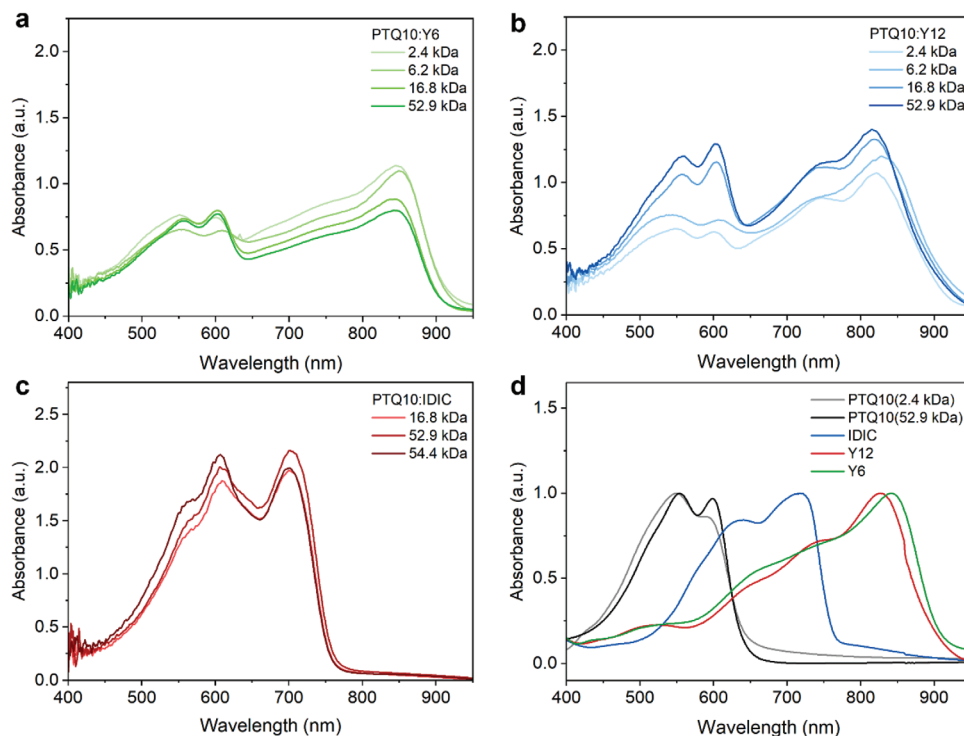 a
PTQ10:Y6
2.4 kDa
6.2 kDa
16.8 kDa
52.9 kDa
Absorbance (a.u.)
2.0
1.5
1.0
0.5
0.0
400 500 600 700 800 900
Wavelength (nm)
b
PTQ10:Y12
2.4 kDa
6.2 kDa
16.8 kDa
52.9 kDa
Absorbance (a.u.)
2.0
1.5
1.0
0.5
0.0
400 500 600 700 800 900
Wavelength (nm)
c
PTQ10:IDIC
16.8 kDa
52.9 kDa
54.4 kDa
Absorbance (a.u.)
2.5
2.0
1.5
1.0
0.5
0.0
400 500 600 700 800 900
Wavelength (nm)
d
PTQ10(2.4 kDa)
PTQ10(52.9 kDa)
IDIC
Y12
Y6
Absorbance (a.u.)
1.5
1.0
0.5
0.0
400 500 600 700 800 900
Wavelength (nm)